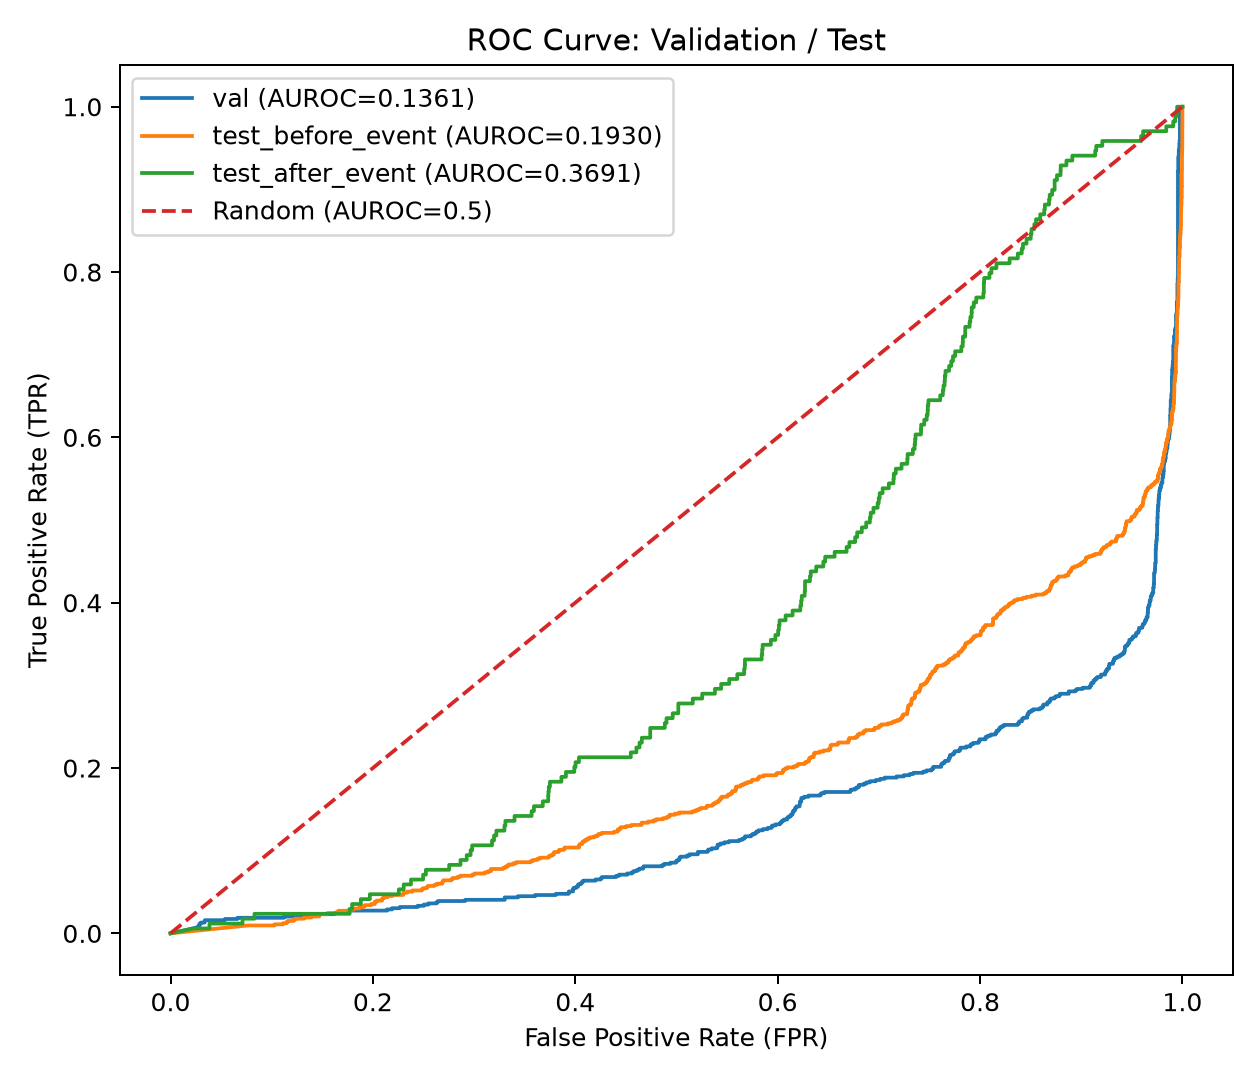 ROC Curve: Validation / Test
val (AUROC=0.1361)
test_before_event (AUROC=0.1930)
test_after_event (AUROC=0.3691)
Random (AUROC=0.5)
1.0
0.8
0.6
0.4
0.2
0.0
True Positive Rate (TPR)
0.0 0.2 0.4 0.6 0.8 1.0
False Positive Rate (FPR)